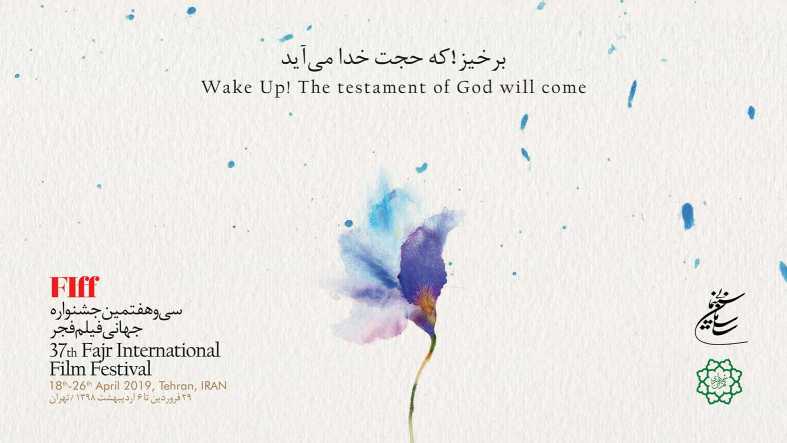 برخیز!که حجت خدا می‌آید
Wake Up! The testament of God will come
FIff
سی‌و‌هفتمین‌جشنواره
جهانی‌فیلم‌فجر
37th Fajr International
Film Festival
18th-26th April 2019, Tehran, IRAN
۲۹ فروردین تا ۶ اردیبهشت ۱۳۹۸ / تهران